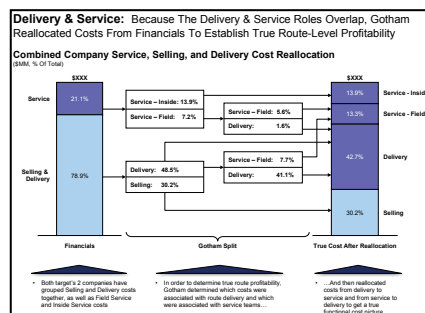 Delivery & Service: Because The Delivery & Service Roles Overlap, Gotham
Reallocated Costs From Financials To Establish True Route-Level Profitability
Combined Company Service, Selling, and Delivery Cost Reallocation
($MM, % Of Total)
$XXX
$XXX
Service
21.1%
Service – Inside: 13.9%
Service – Field: 7.2%
Service – Field: 5.6%
Delivery: 1.6%
13.9%
Service - Inside
13.3%
Service - Field
Selling &
Delivery
78.9%
Delivery: 48.5%
Selling: 30.2%
Service – Field: 7.7%
Delivery: 41.1%
42.7%
Delivery
30.2%
Selling
Financials
Gotham Split
True Cost After Reallocation
• Both target's 2 companies have
grouped Selling and Delivery costs
together, as well as Field Service
and Inside Service costs
• In order to determine true route profitability,
Gotham determined which costs were
associated with route delivery and which
were associated with service teams…
• …And then reallocated
costs from delivery to
service and from service to
delivery to get a true
functional cost picture